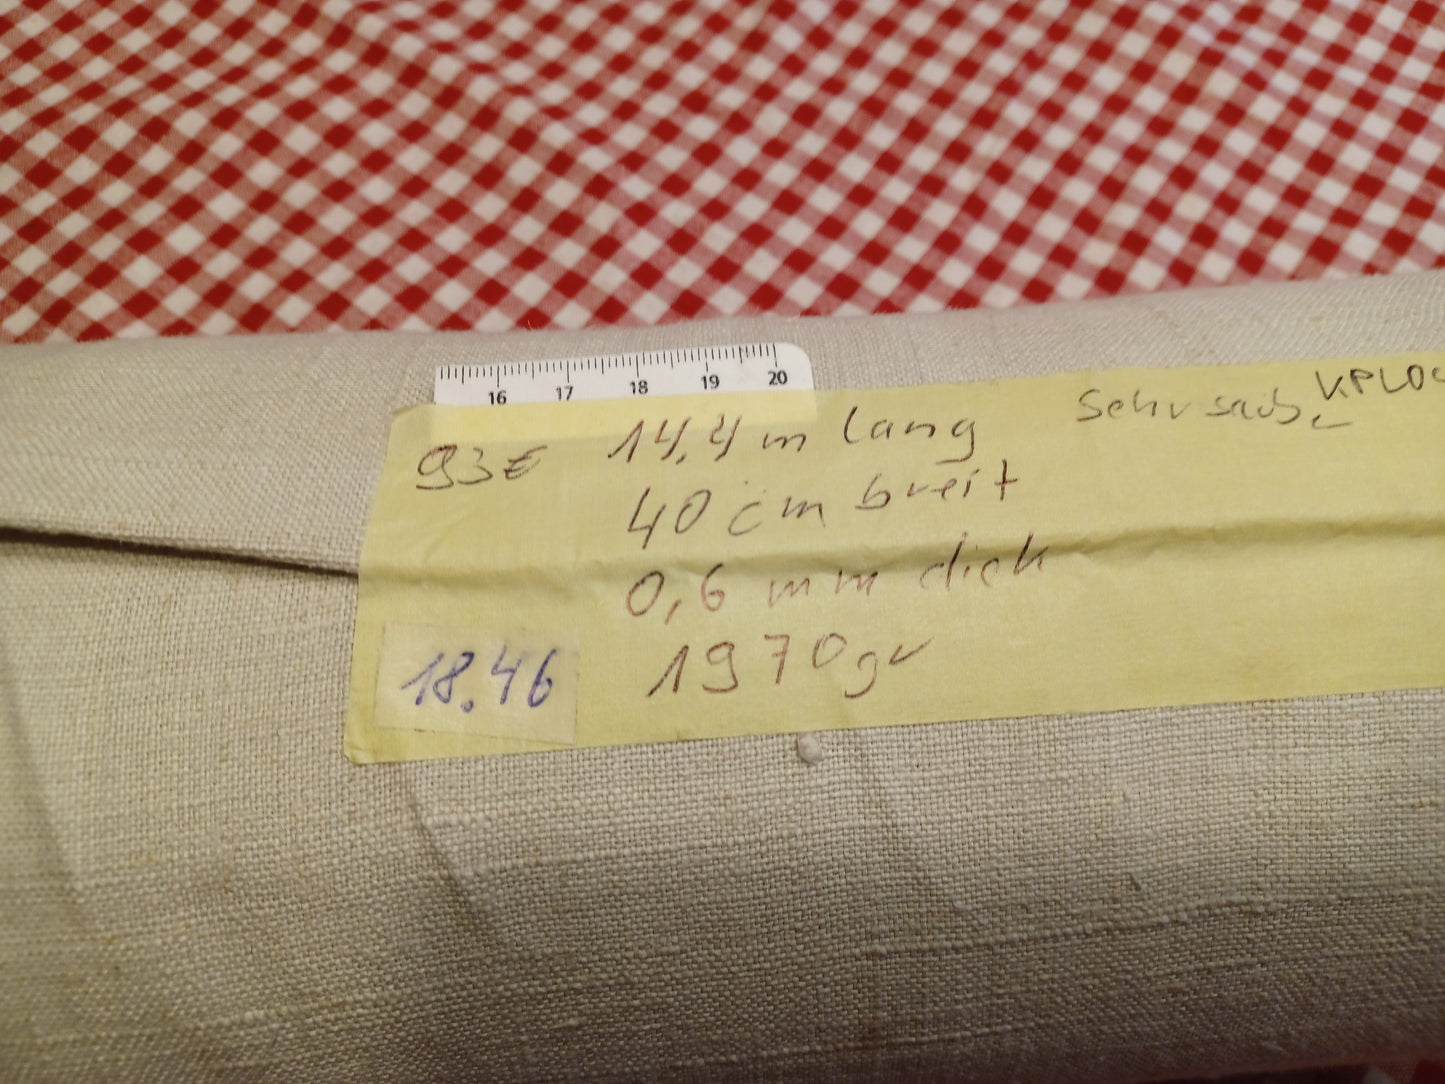 16 17 18 19 20
93€ 14,4 m lang sehr
40 cm breit
0,6 mm dick
18.46 1970gr